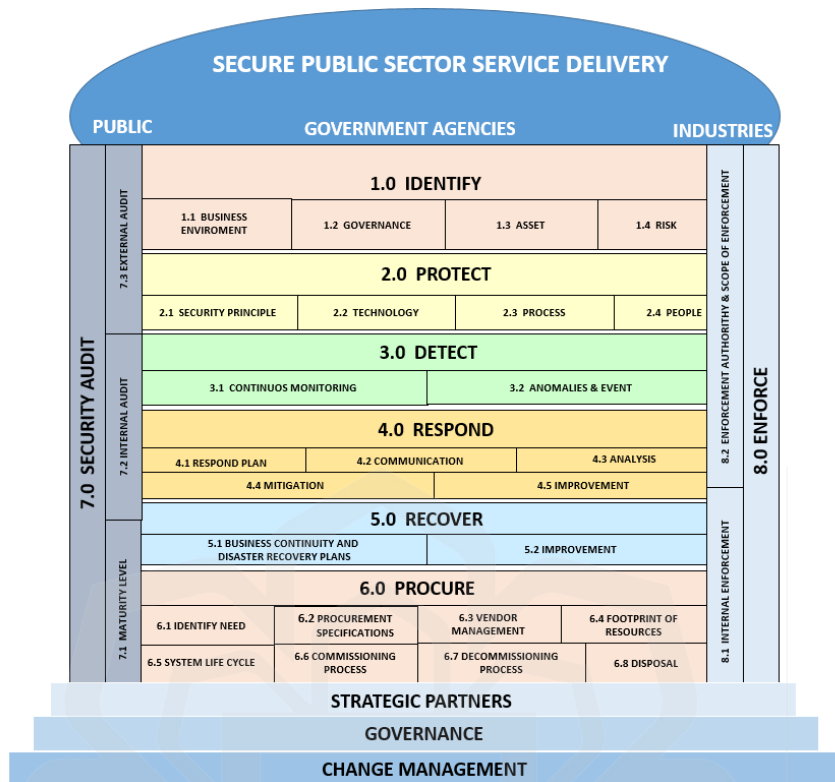 SECURE PUBLIC SECTOR SERVICE DELIVERY
PUBLIC
GOVERNMENT AGENCIES
INDUSTRIES
7.0 SECURITY AUDIT
7.3 EXTERNAL AUDIT
7.2 INTERNAL AUDIT
7.1 MATURITY LEVEL
1.0 IDENTIFY
1.1 BUSINESS
ENVIROMENT
1.2 GOVERNANCE
1.3 ASSET
1.4 RISK
2.0 PROTECT
2.1 SECURITY PRINCIPLE
2.2 TECHNOLOGY
2.3 PROCESS
2.4 PEOPLE
3.0 DETECT
3.1 CONTINUOS MONITORING
3.2 ANOMALIES & EVENT
4.0 RESPOND
4.1 RESPOND PLAN
4.2 COMMUNICATION
4.3 ANALYSIS
4.4 MITIGATION
4.5 IMPROVEMENT
5.0 RECOVER
5.1 BUSINESS CONTINUITY AND
DISASTER RECOVERY PLANS
5.2 IMPROVEMENT
6.0 PROCURE
6.1 IDENTIFY NEED
6.2 PROCUREMENT
SPECIFICATIONS
6.3 VENDOR
MANAGEMENT
6.4 FOOTPRINT OF
RESOURCES
6.5 SYSTEM LIFE CYCLE
6.6 COMMISSIONING
PROCESS
6.7 DECOMMISSIONING
PROCESS
6.8 DISPOSAL
8.2 ENFORCEMENT AUTHORITHY & SCOPE OF ENFORCEMENT
8.1 INTERNAL ENFORCEMENT
8.0 ENFORCE
STRATEGIC PARTNERS
GOVERNANCE
CHANGE MANAGEMENT